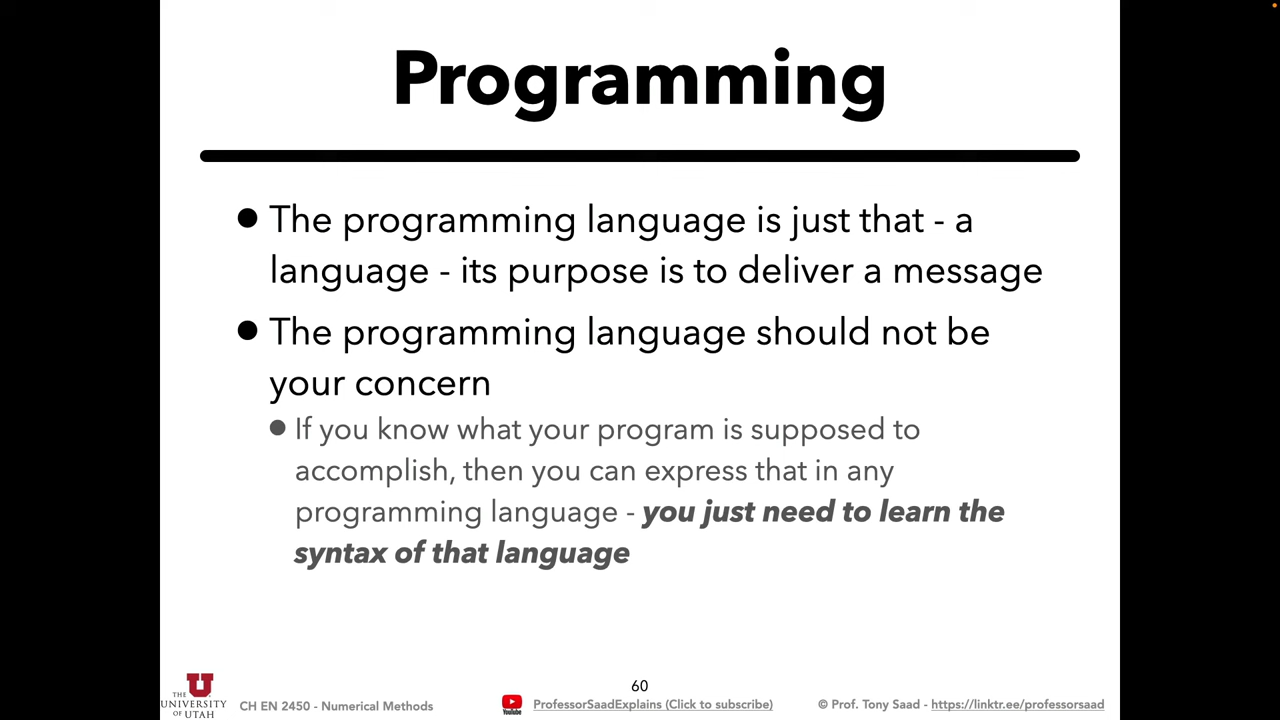 Programming
• The programming language is just that - a
language - its purpose is to deliver a message
• The programming language should not be
your concern
• If you know what your program is supposed to
accomplish, then you can express that in any
programming language - you just need to learn the
syntax of that language
60
THE
UNIVERSITY
OF UTAH
U
CH EN 2450 - Numerical Methods
YouTube
ProfessorSaadExplains (Click to subscribe)
© Prof. Tony Saad - https://linktr.ee/professorsaad